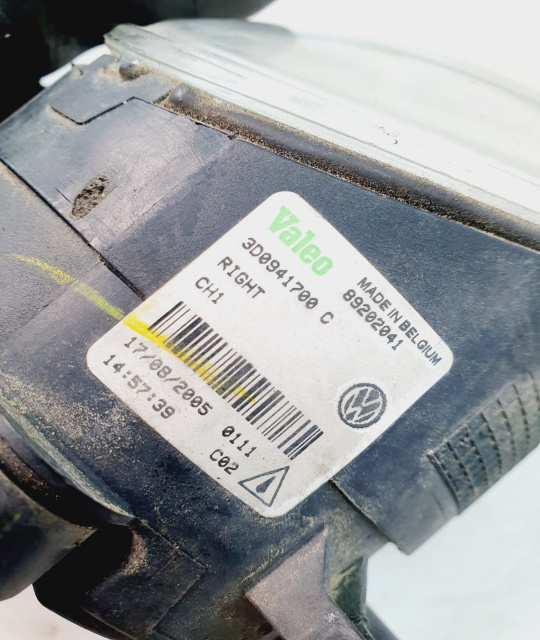 Valeo
MADE IN BELGIUM
3D0941700 C
89202041
RIGHT
CH1
17/08/2005 0111
14:57:39 C02